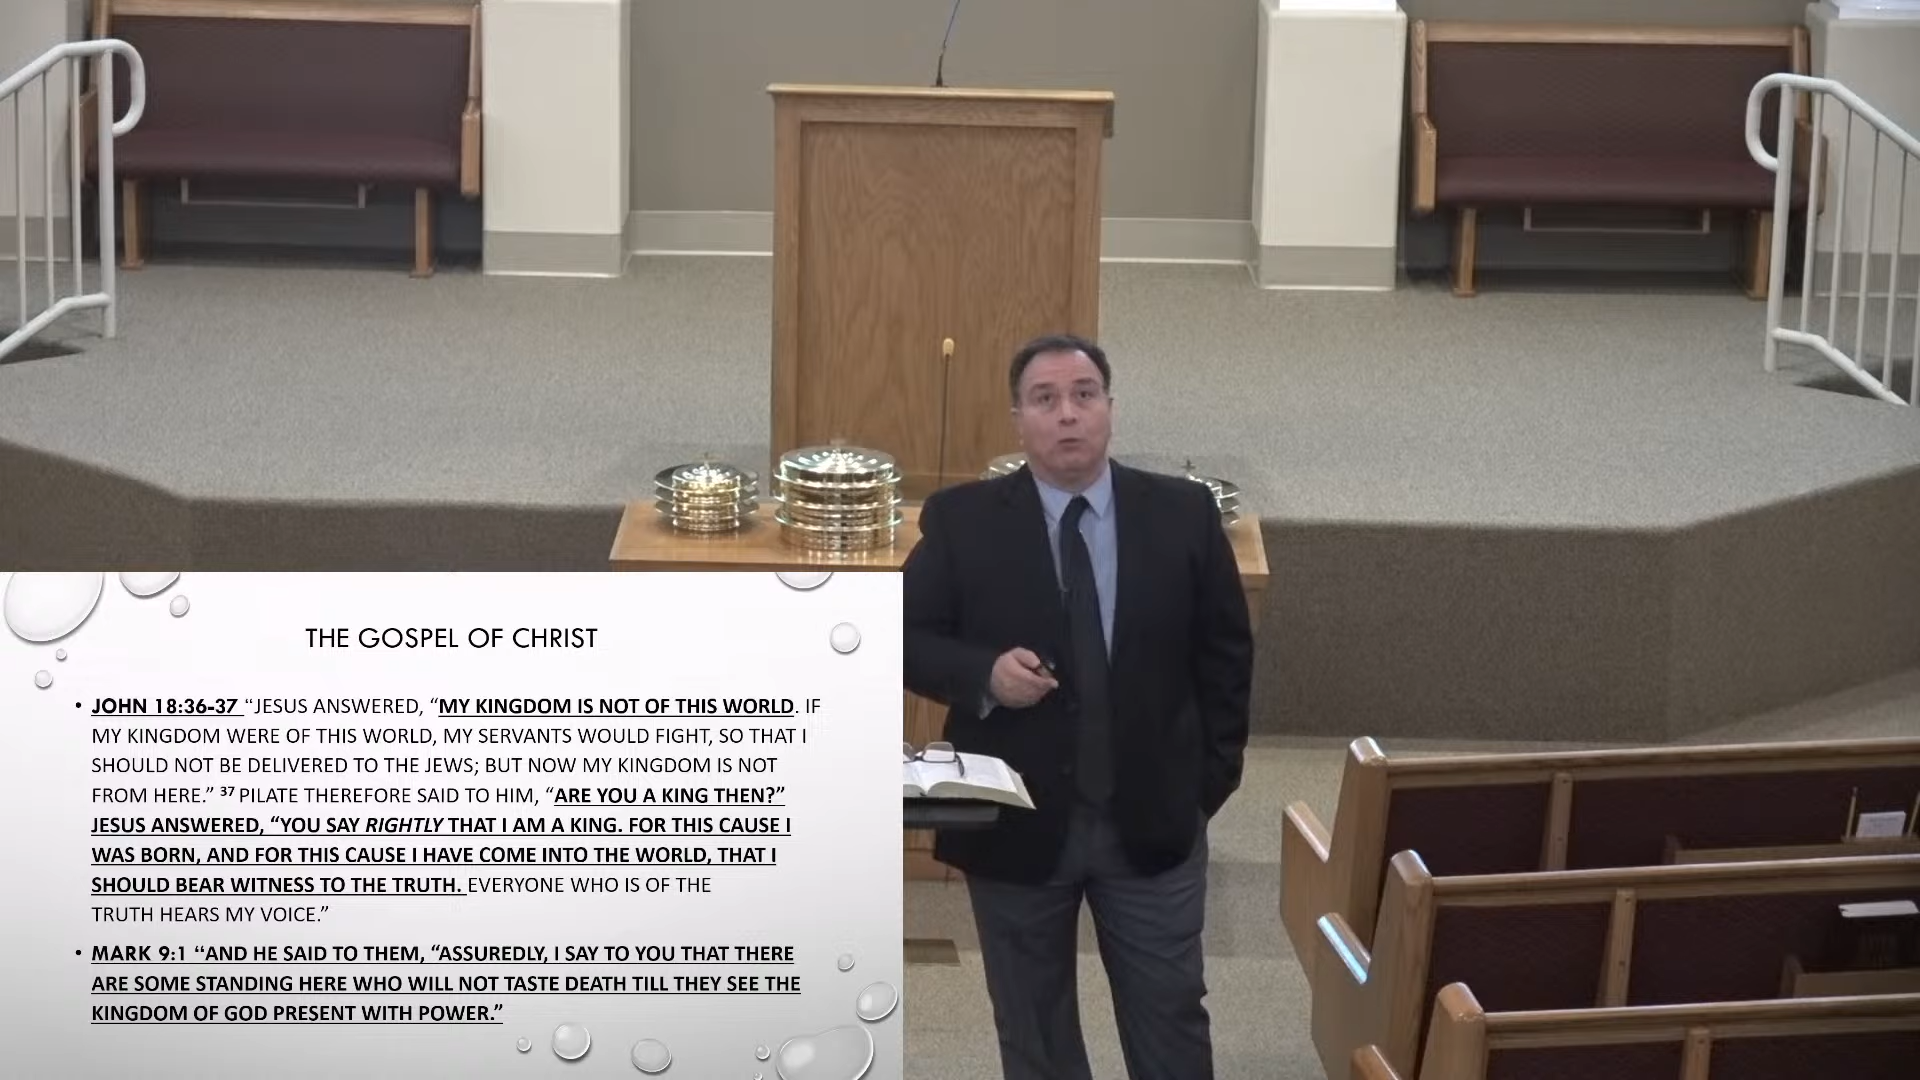 THE GOSPEL OF CHRIST
• JOHN 18:36-37 “JESUS ANSWERED, “MY KINGDOM IS NOT OF THIS WORLD. IF
MY KINGDOM WERE OF THIS WORLD, MY SERVANTS WOULD FIGHT, SO THAT I
SHOULD NOT BE DELIVERED TO THE JEWS; BUT NOW MY KINGDOM IS NOT
FROM HERE.” 37 PILATE THEREFORE SAID TO HIM, “ARE YOU A KING THEN?”
JESUS ANSWERED, “YOU SAY RIGHTLY THAT I AM A KING. FOR THIS CAUSE I
WAS BORN, AND FOR THIS CAUSE I HAVE COME INTO THE WORLD, THAT I
SHOULD BEAR WITNESS TO THE TRUTH. EVERYONE WHO IS OF THE
TRUTH HEARS MY VOICE.”
• MARK 9:1 “AND HE SAID TO THEM, “ASSUREDLY, I SAY TO YOU THAT THERE
ARE SOME STANDING HERE WHO WILL NOT TASTE DEATH TILL THEY SEE THE
KINGDOM OF GOD PRESENT WITH POWER.”